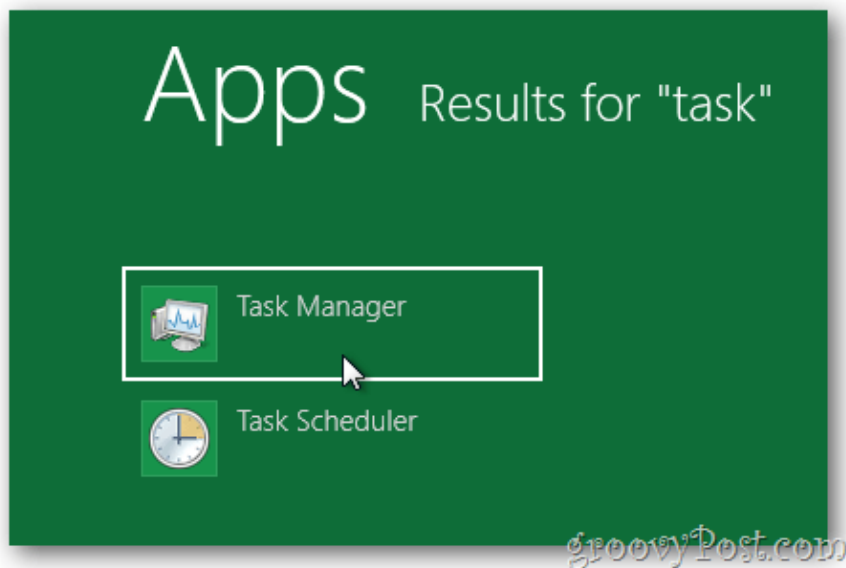 Apps Results for "task"
Task Manager
Task Scheduler
groovyPost.com